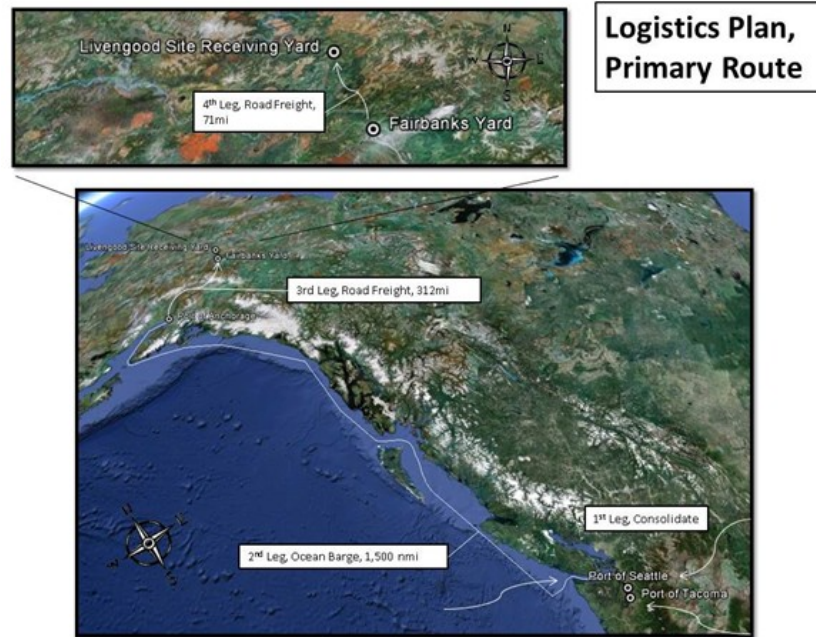 Logistics Plan,
Primary Route
Livengood Site Receiving Yard
N
W
E
S
4th Leg, Road Freight,
71mi
Fairbanks Yard
Livengood Site Receiving Yard
Fairbanks Yard
3rd Leg, Road Freight, 312mi
Port of Anchorage
1st Leg, Consolidate
2nd Leg, Ocean Barge, 1,500 nmi
Port of Seattle
Port of Tacoma